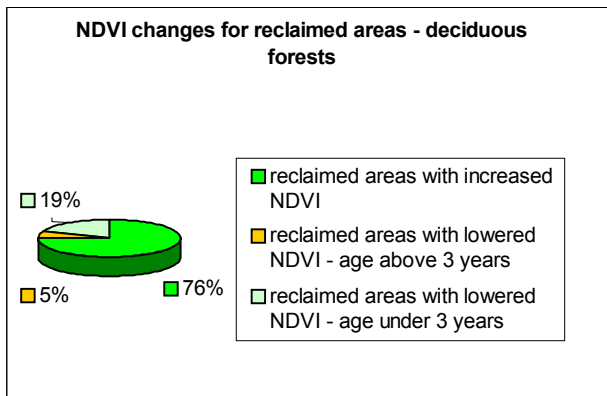 NDVI changes for reclaimed areas - deciduous
forests
19%
5%
76%
reclaimed areas with increased
NDVI
reclaimed areas with lowered
NDVI - age above 3 years
reclaimed areas with lowered
NDVI - age under 3 years